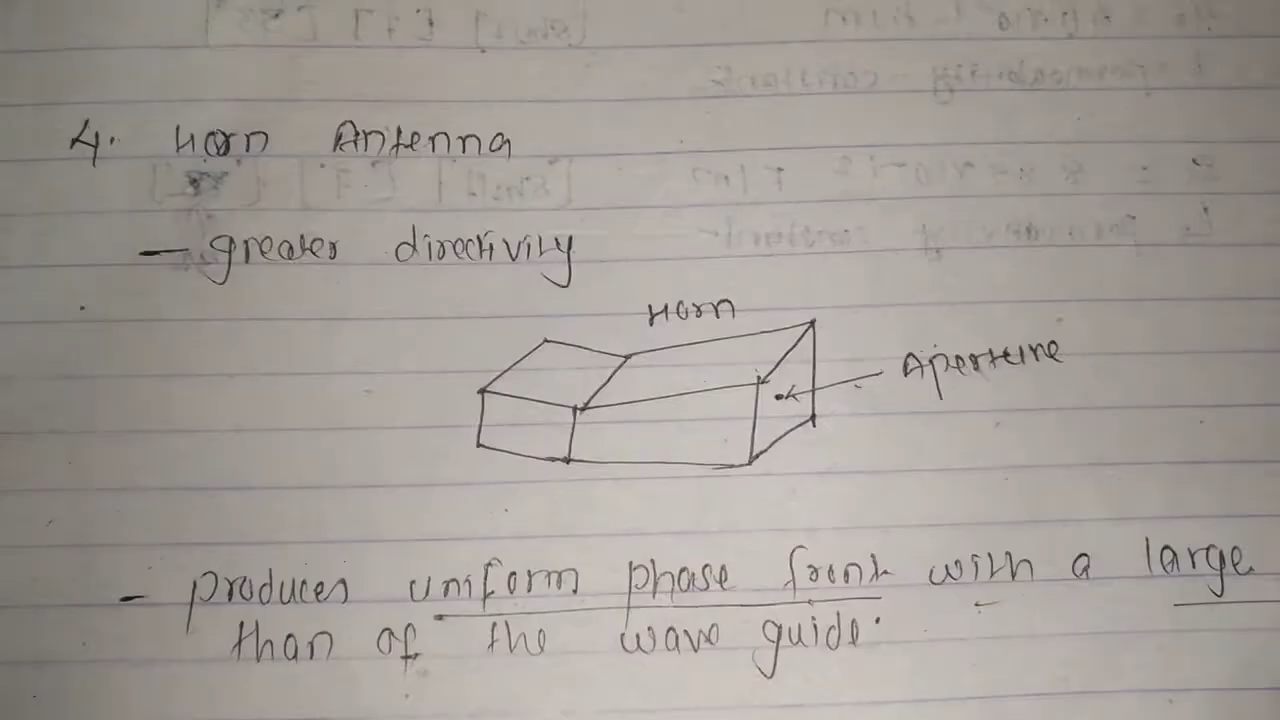 4. Horn Antenna
- greater directivity
Horn
Aperture
- produces uniform phase front with a large
than of the wave guide.